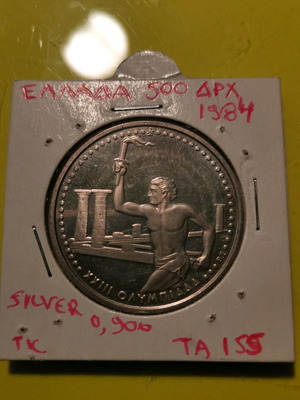 ΕΛΛΑΔΑ 500 ΔΡΧ
1984
XXIII ΟΛΥΜΠΙΑΔΑ
SILVER 0,900
TK TA 155